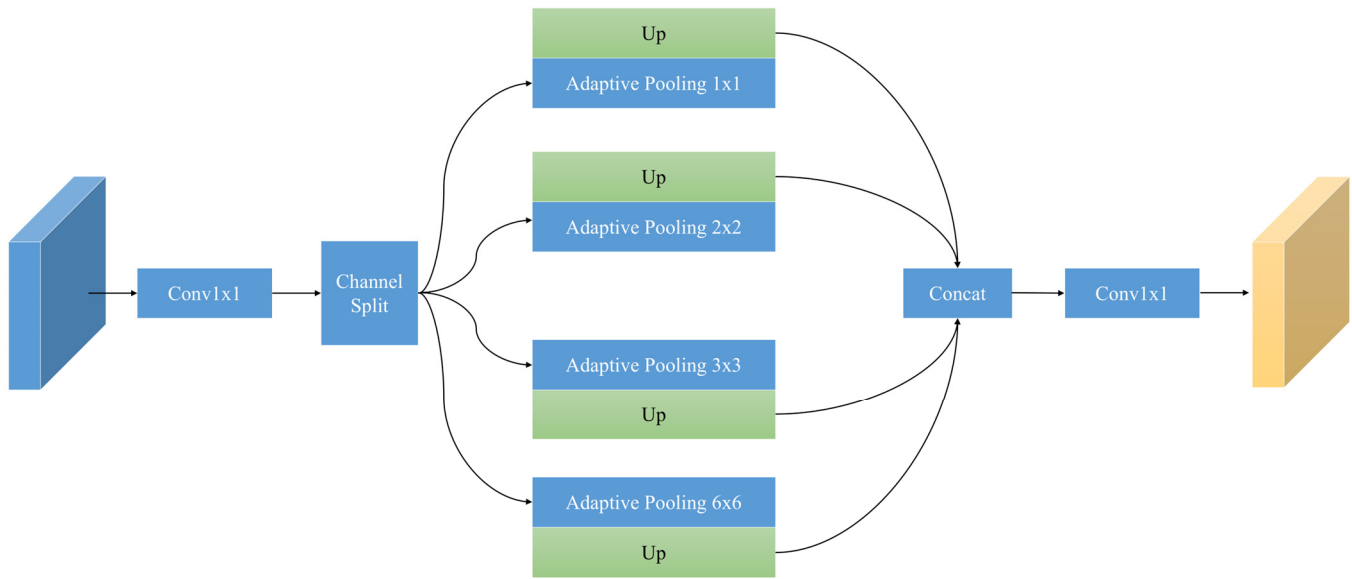 Up
Adaptive Pooling 1x1
Up
Adaptive Pooling 2x2
Conv1x1
Channel
Split
Adaptive Pooling 3x3
Up
Adaptive Pooling 6x6
Up
Concat
Conv1x1